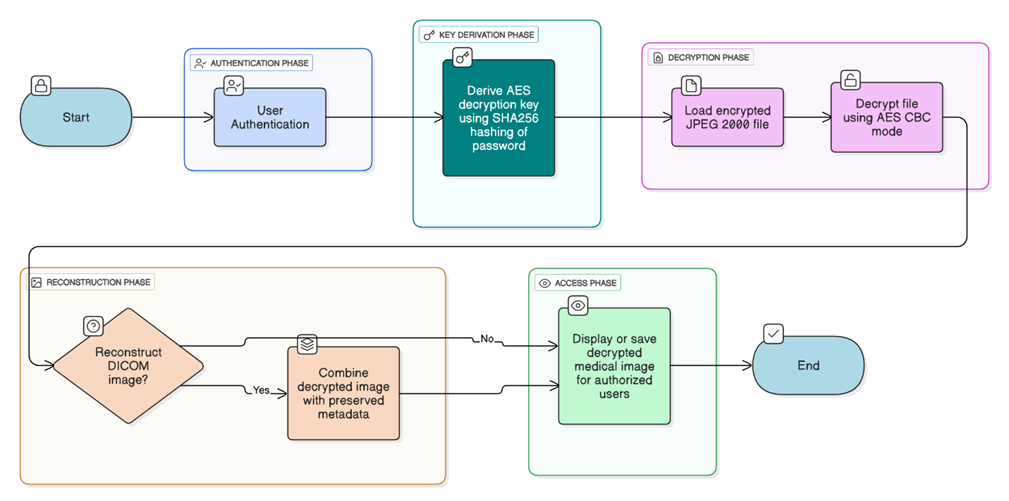 Start
AUTHENTICATION PHASE
User
Authentication
KEY DERIVATION PHASE
Derive AES
decryption key
using SHA256
hashing of
password
DECRYPTION PHASE
Load encrypted
JPEG 2000 file
Decrypt file
using AES CBC
mode
RECONSTRUCTION PHASE
Reconstruct
DICOM
image?
No
Yes
Combine
decrypted image
with preserved
metadata
ACCESS PHASE
Display or save
decrypted
medical image
for authorized
users
End